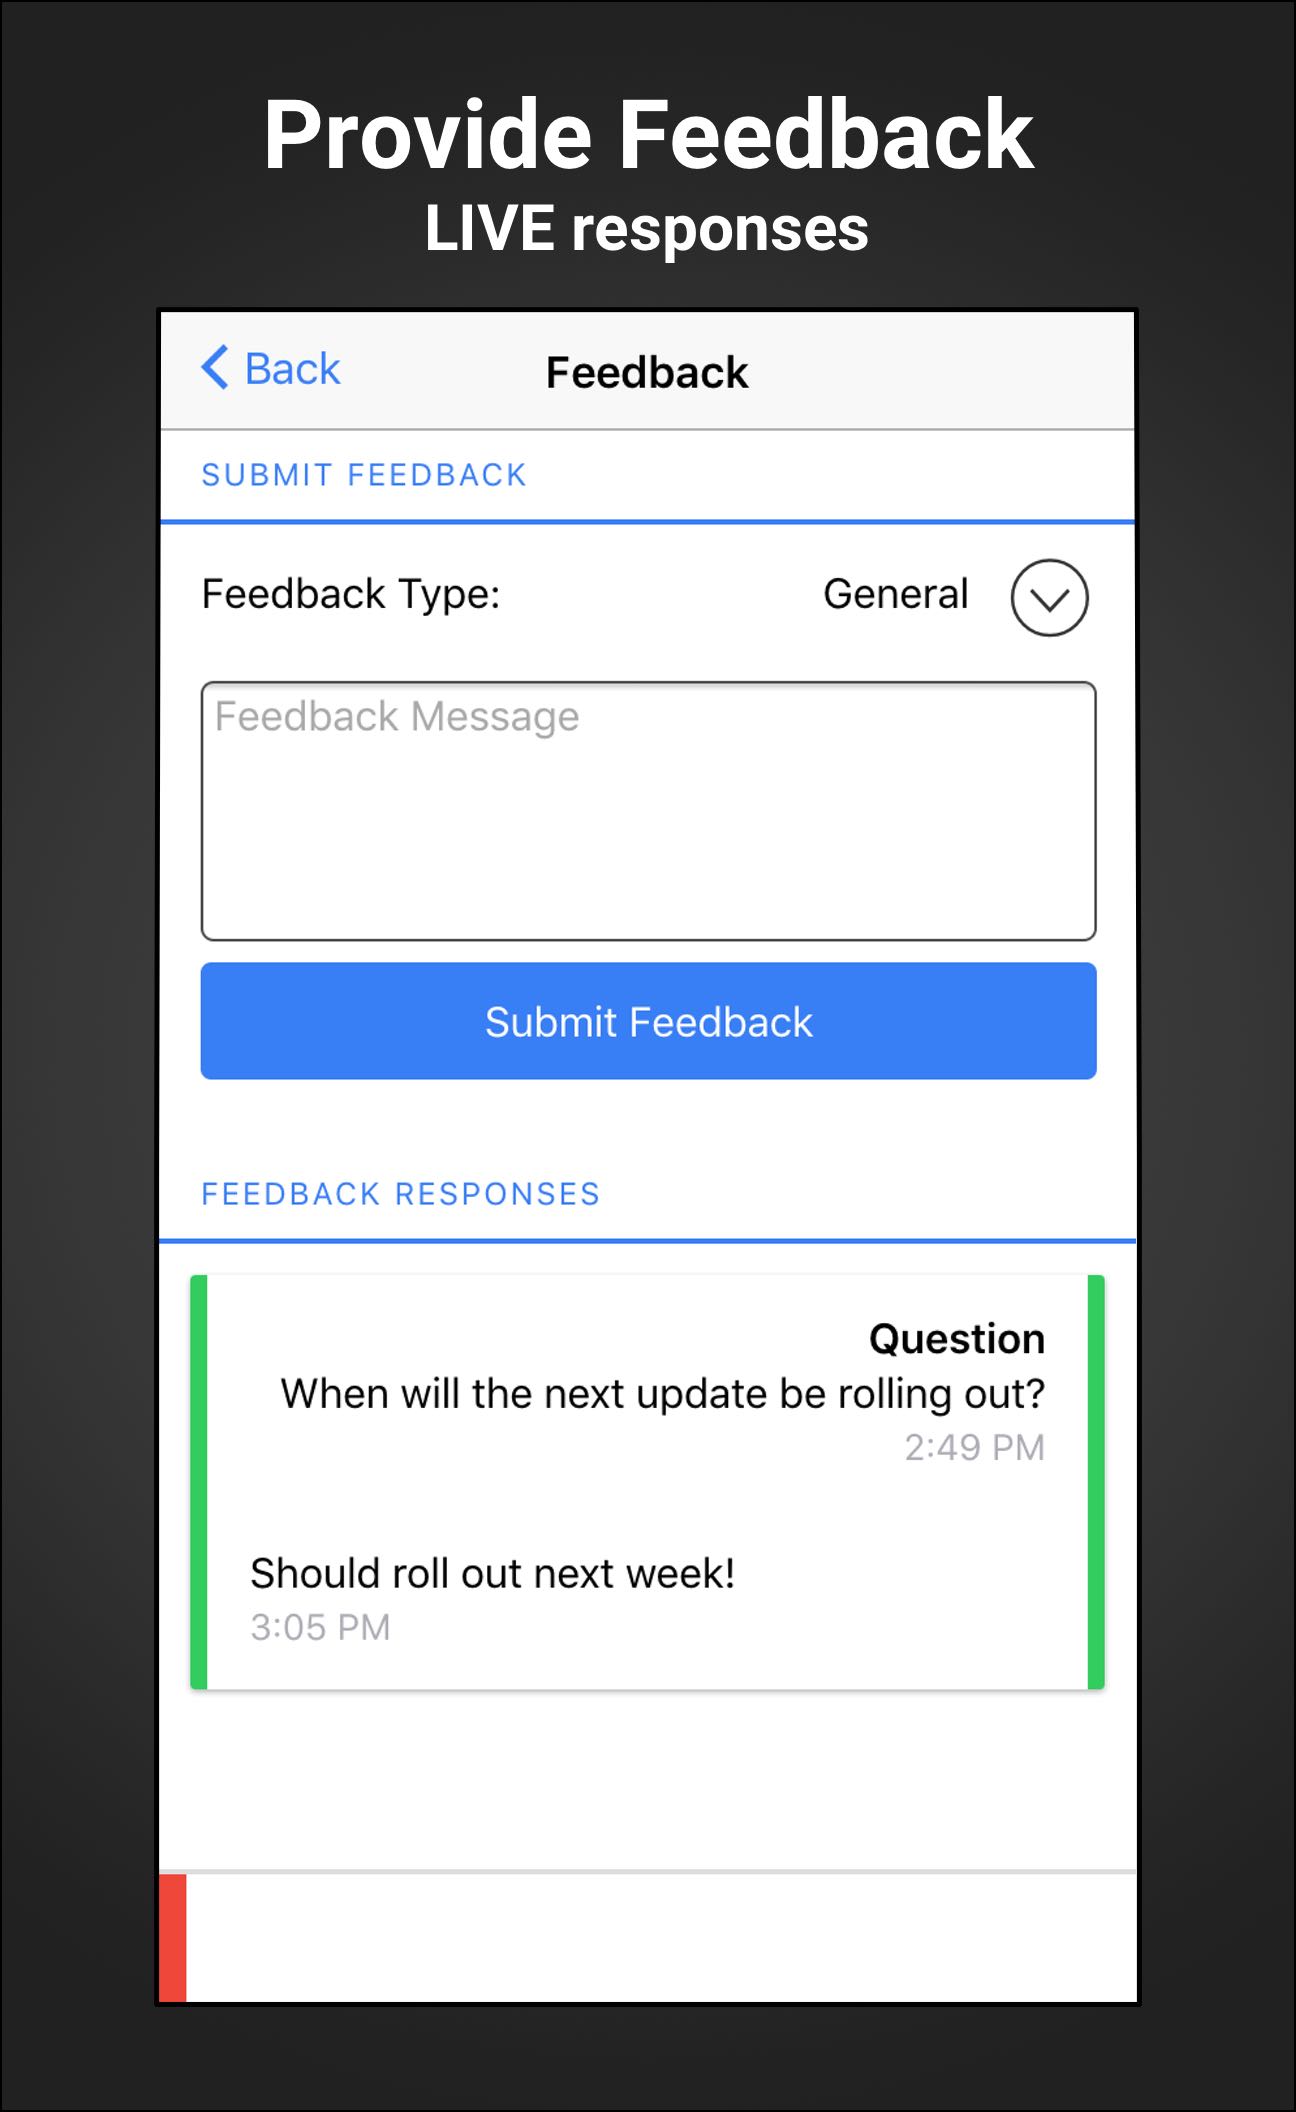 Provide Feedback
LIVE responses
Back
Feedback
SUBMIT FEEDBACK
Feedback Type:
General
Feedback Message
Submit Feedback
FEEDBACK RESPONSES
Question
When will the next update be rolling out?
2:49 PM
Should roll out next week!
3:05 PM